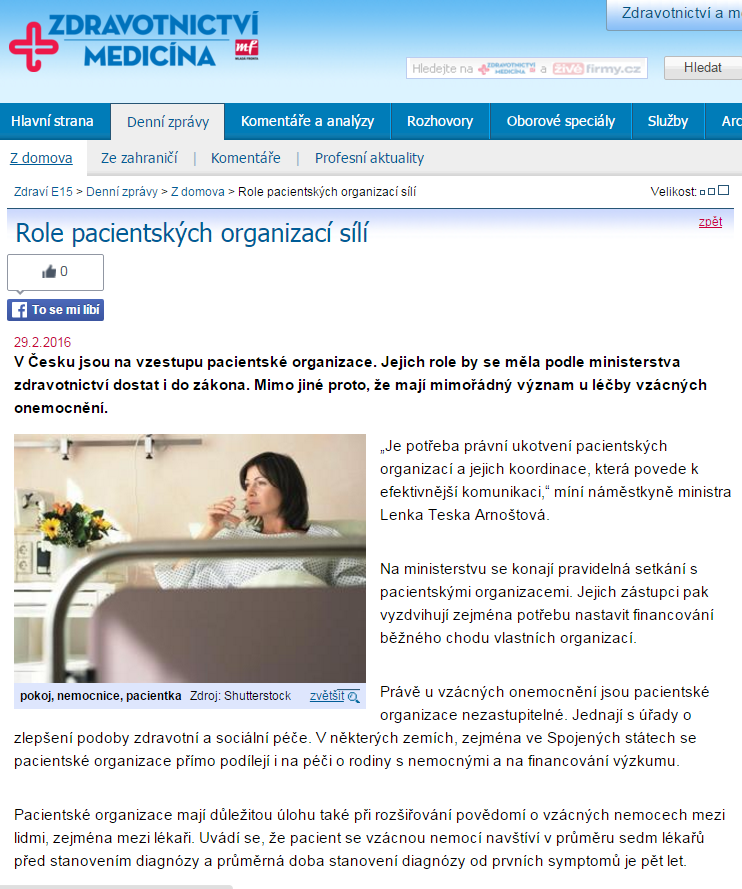 ZDRAVOTNICTVÍ
MEDICÍNA
mf
MLADÁ FRONTA
Zdravotnictví a m
Hledejte na ZDRAVOTNICTVÍ MEDICÍNA a živéfirmy.cz
Hledat
Hlavní strana Denní zprávy Komentáře a analýzy Rozhovory Oborové speciály Služby Arc
Z domova Ze zahraničí | Komentáře | Profesní aktuality
Zdraví E15 > Denní zprávy > Z domova > Role pacientských organizací sílí
Velikost:
Role pacientských organizací sílí
zpět
0
To se mi líbí
29.2.2016
V Česku jsou na vzestupu pacientské organizace. Jejich role by se měla podle ministerstva
zdravotnictví dostat i do zákona. Mimo jiné proto, že mají mimořádný význam u léčby vzácných
onemocnění.
„Je potřeba právní ukotvení pacientských
organizací a jejich koordinace, která povede k
efektivnější komunikaci,“ míní náměstkyně ministra
Lenka Teska Arnoštová.
Na ministerstvu se konají pravidelná setkání s
pacientskými organizacemi. Jejich zástupci pak
vyzdvihují zejména potřebu nastavit financování
běžného chodu vlastních organizací.
pokoj, nemocnice, pacientka Zdroj: Shutterstock zvětšit
Právě u vzácných onemocnění jsou pacientské
organizace nezastupitelné. Jednají s úřady o
zlepšení podoby zdravotní a sociální péče. V některých zemích, zejména ve Spojených státech se
pacientské organizace přímo podílejí i na péči o rodiny s nemocnými a na financování výzkumu.
Pacientské organizace mají důležitou úlohu také při rozšiřování povědomí o vzácných nemocech mezi
lidmi, zejména mezi lékaři. Uvádí se, že pacient se vzácnou nemocí navštíví v průměru sedm lékařů
před stanovením diagnózy a průměrná doba stanovení diagnózy od prvních symptomů je pět let.